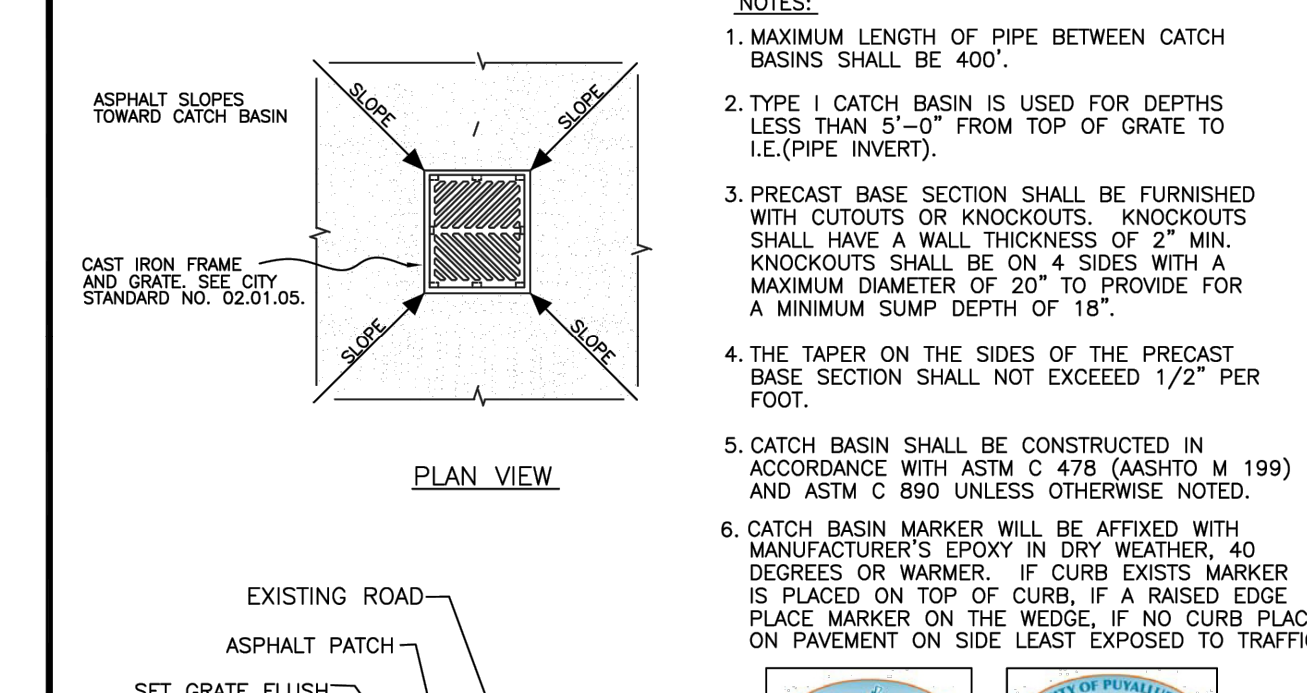 ASPHALT SLOPES
TOWARD CATCH BASIN
SLOPE
SLOPE
CAST IRON FRAME
AND GRATE. SEE CITY
STANDARD NO. 02.01.05.
SLOPE
SLOPE
PLAN VIEW
EXISTING ROAD
ASPHALT PATCH
SET GRATE FLUSH
NOTES:
1. MAXIMUM LENGTH OF PIPE BETWEEN CATCH
BASINS SHALL BE 400'.
2. TYPE I CATCH BASIN IS USED FOR DEPTHS
LESS THAN 5'-0" FROM TOP OF GRATE TO
I.E.(PIPE INVERT).
3. PRECAST BASE SECTION SHALL BE FURNISHED
WITH CUTOUTS OR KNOCKOUTS. KNOCKOUTS
SHALL HAVE A WALL THICKNESS OF 2" MIN.
KNOCKOUTS SHALL BE ON 4 SIDES WITH A
MAXIMUM DIAMETER OF 20" TO PROVIDE FOR
A MINIMUM SUMP DEPTH OF 18".
4. THE TAPER ON THE SIDES OF THE PRECAST
BASE SECTION SHALL NOT EXCEEED 1/2" PER
FOOT.
5. CATCH BASIN SHALL BE CONSTRUCTED IN
ACCORDANCE WITH ASTM C 478 (AASHTO M 199)
AND ASTM C 890 UNLESS OTHERWISE NOTED.
6. CATCH BASIN MARKER WILL BE AFFIXED WITH
MANUFACTURER'S EPOXY IN DRY WEATHER, 40
DEGREES OR WARMER. IF CURB EXISTS MARKER
IS PLACED ON TOP OF CURB, IF A RAISED EDGE
PLACE MARKER ON THE WEDGE, IF NO CURB PLAC
ON PAVEMENT ON SIDE LEAST EXPOSED TO TRAFFI
OF PUYALLU